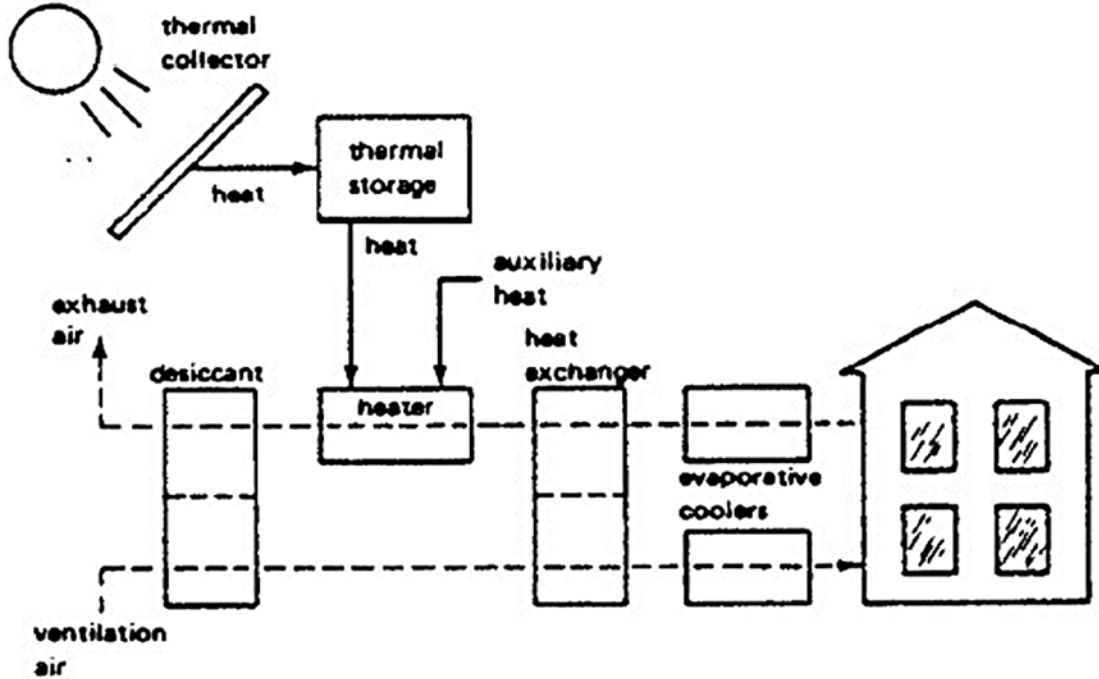 thermal
collector
thermal
storage
heat
heat
auxiliary
heat
exhaust
air
heat
exchanger
desiccant
heater
evaporative
coolers
ventilation
air